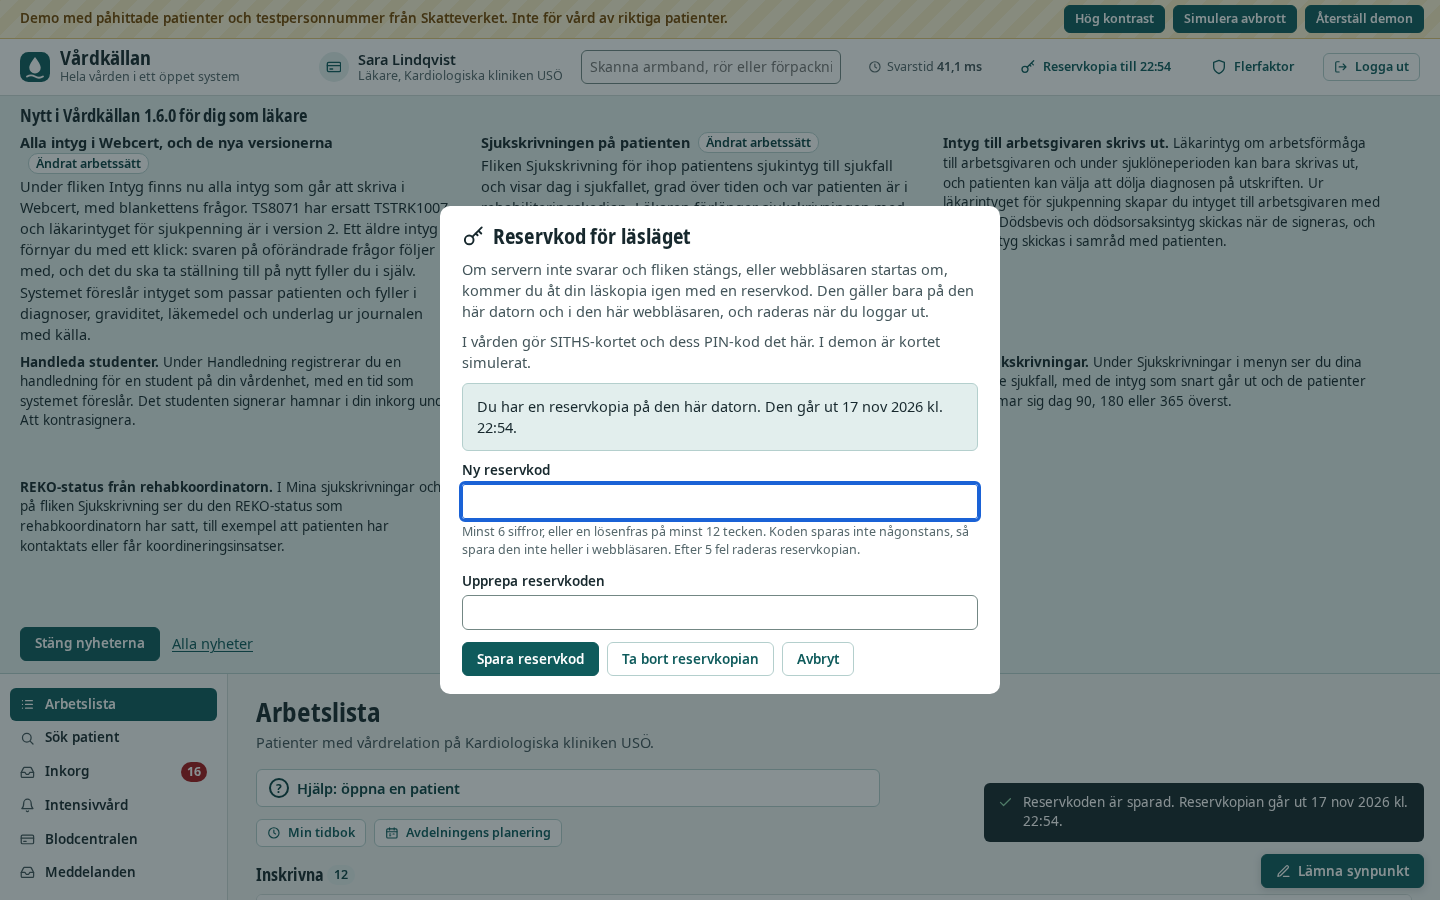 Demo med påhittade patienter och testpersonnummer från Skatteverket. Inte för vård av riktiga patienter.
Hög kontrast
Simulera avbrott
Återställ demon
Vårdkällan
Hela vården i ett öppet system
Sara Lindqvist
Läkare, Kardiologiska kliniken USÖ
Skanna armband, rör eller förpackni
Svarstid 41,1 ms
Reservkopia till 22:54
Flerfaktor
Logga ut
Nytt i Vårdkällan 1.6.0 för dig som läkare
Alla intyg i Webcert, och de nya versionerna
Ändrat arbetssätt
Under fliken Intyg finns nu alla intyg som går att skriva i
Webcert, med blankettens frågor. TS8071 har ersatt TSTRK1007
och läkarintyget för sjukpenning är i version 2. Ett äldre intyg
förnyar du med ett klick: svaren på oförändrade frågor följer
med, och det du ska ta ställning till på nytt fyller du i själv.
Systemet föreslår intyget som passar patienten och fyller i
diagnoser, graviditet, läkemedel och underlag ur journalen
med källa.
Sjukskrivningen på patienten
Ändrat arbetssätt
Fliken Sjukskrivning för ihop patientens sjukintyg till sjukfall
och visar dag i sjukfallet, grad över tiden och var patienten är i
Intyg till arbetsgivaren skrivs ut. Läkarintyg om arbetsförmåga
till arbetsgivaren och under sjuklöneperioden kan bara skrivas ut,
och patienten kan välja att dölja diagnosen på utskriften. Ur
läkarintyget för sjukpenning skapar du intyget till arbetsgivaren med
Dödsbevis och dödsorsaksintyg skickas när de signeras, och
tyg skickas i samråd med patienten.
Handleda studenter. Under Handledning registrerar du en
handledning för en student på din vårdenhet, med en tid som
systemet föreslår. Det studenten signerar hamnar i din inkorg und
Att kontrasignera.
kskrivningar. Under Sjukskrivningar i menyn ser du dina
e sjukfall, med de intyg som snart går ut och de patienter
mar sig dag 90, 180 eller 365 överst.
REKO-status från rehabkoordinatorn. I Mina sjukskrivningar och
på fliken Sjukskrivning ser du den REKO-status som
rehabkoordinatorn har satt, till exempel att patienten har
kontaktats eller får koordineringsinsatser.
Stäng nyheterna
Alla nyheter
Reservkod för läsläget
Om servern inte svarar och fliken stängs, eller webbläsaren startas om,
kommer du åt din läskopia igen med en reservkod. Den gäller bara på den
här datorn och i den här webbläsaren, och raderas när du loggar ut.
I vården gör SITHS-kortet och dess PIN-kod det här. I demon är kortet
simulerat.
Du har en reservkopia på den här datorn. Den går ut 17 nov 2026 kl.
22:54.
Ny reservkod
Minst 6 siffror, eller en lösenfras på minst 12 tecken. Koden sparas inte någonstans, så
spara den inte heller i webbläsaren. Efter 5 fel raderas reservkopian.
Upprepa reservkoden
Spara reservkod
Ta bort reservkopian
Avbryt
Arbetslista
Sök patient
Inkorg
16
Intensivvård
Blodcentralen
Meddelanden
Arbetslista
Patienter med vårdrelation på Kardiologiska kliniken USÖ.
Hjälp: öppna en patient
Min tidbok
Avdelningens planering
Inskrivna 12
Reservkoden är sparad. Reservkopian går ut 17 nov 2026 kl.
22:54.
Lämna synpunkt